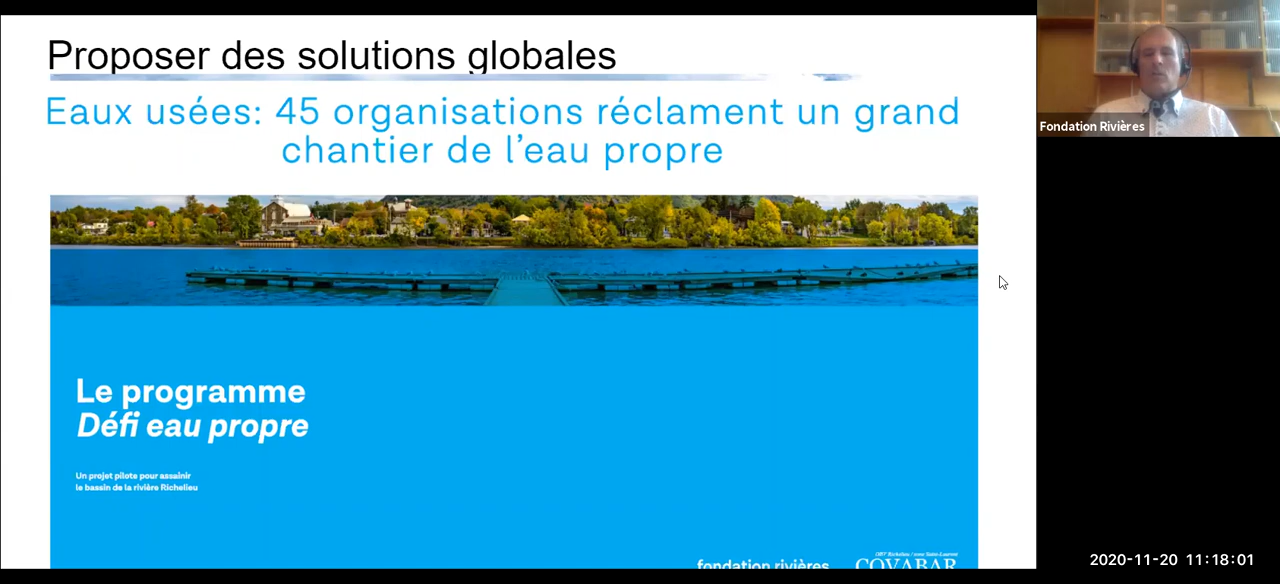 Proposer des solutions globales
Eaux usées: 45 organisations réclament un grand
chantier de l'eau propre
Le programme
Défi eau propre
Un projet pilote pour assainir
le bassin de la rivière Richelieu
fondation rivières
COVABAR
Fondation Rivières
2020-11-20 11:18:01